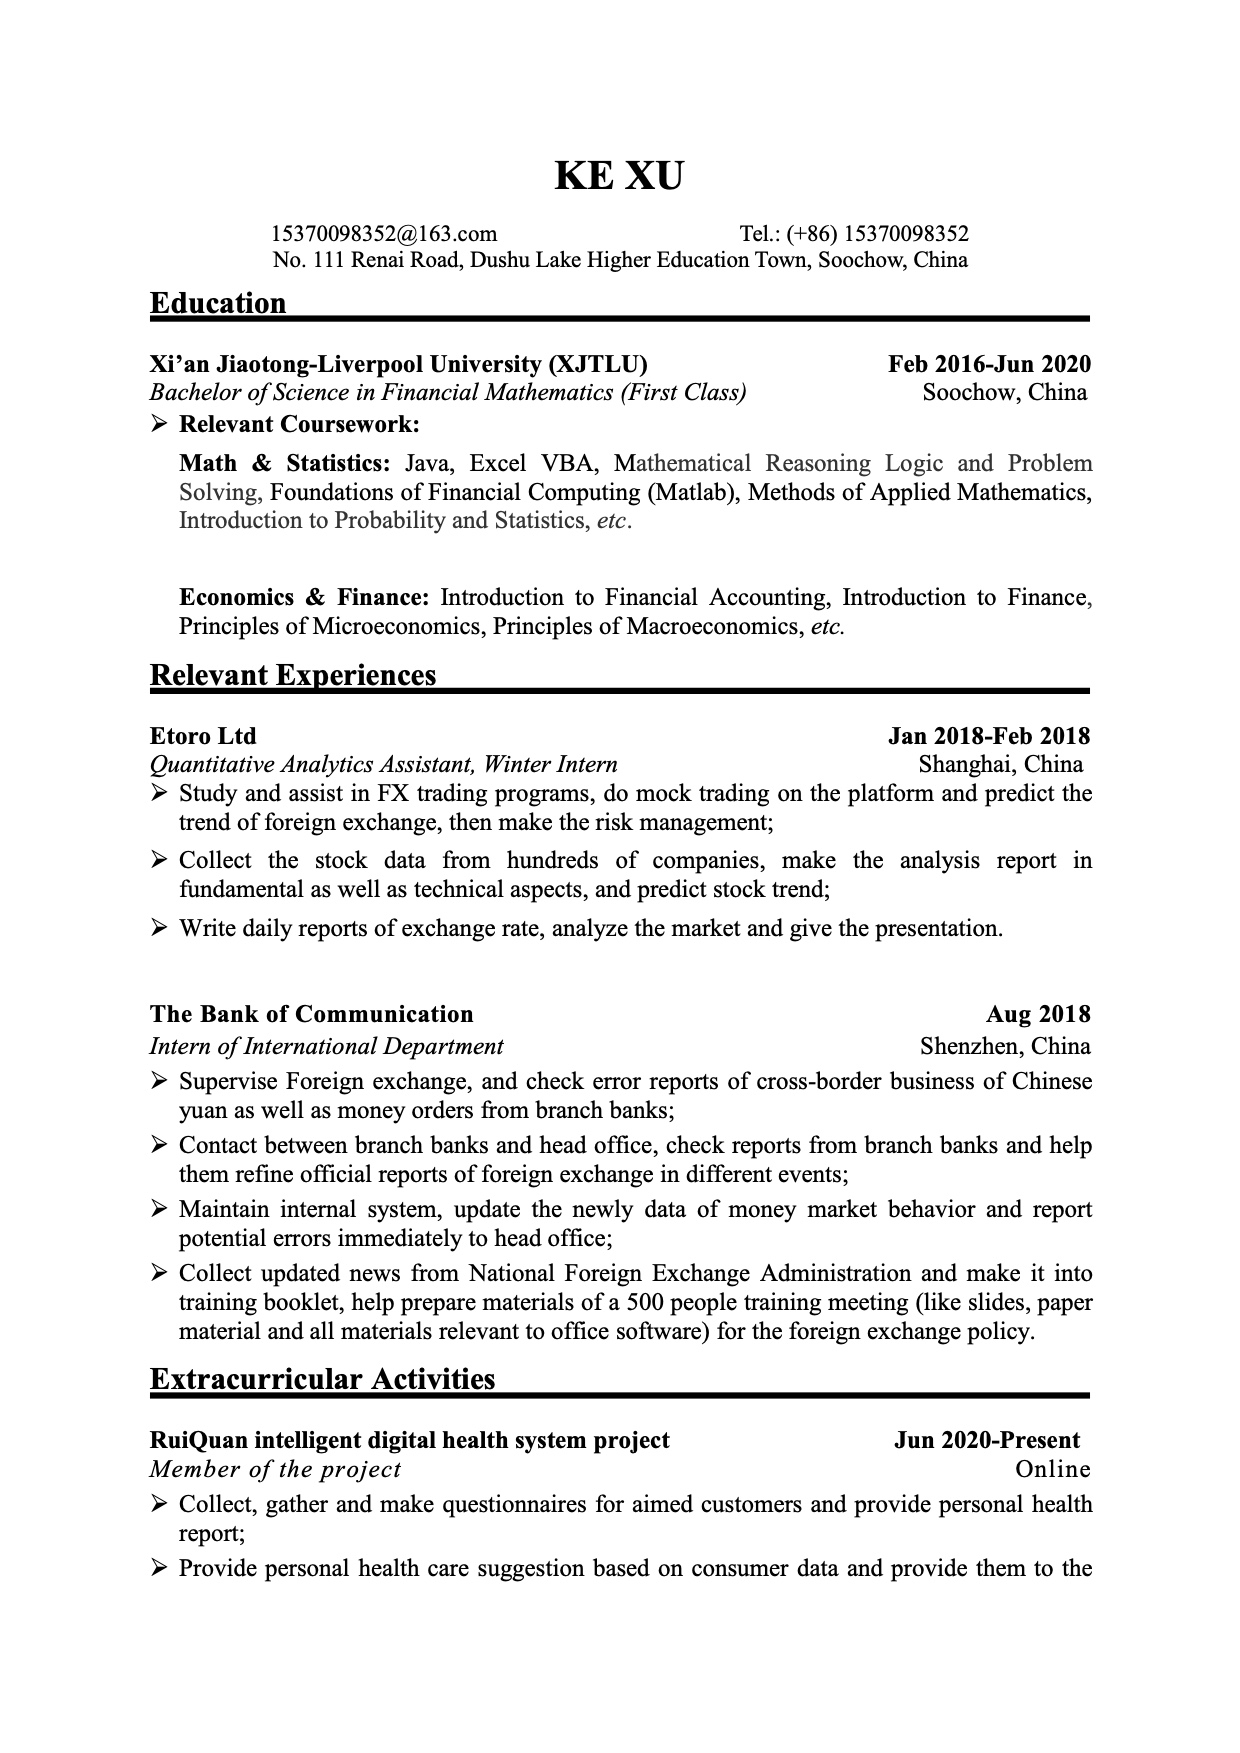 KE XU
15370098352@163.com Tel.: (+86) 15370098352
No. 111 Renai Road, Dushu Lake Higher Education Town, Soochow, China
Education
Xi’an Jiaotong-Liverpool University (XJTLU) Feb 2016-Jun 2020
Bachelor of Science in Financial Mathematics (First Class) Soochow, China
➢ Relevant Coursework:
Math & Statistics: Java, Excel VBA, Mathematical Reasoning Logic and Problem
Solving, Foundations of Financial Computing (Matlab), Methods of Applied Mathematics,
Introduction to Probability and Statistics, etc.
Economics & Finance: Introduction to Financial Accounting, Introduction to Finance,
Principles of Microeconomics, Principles of Macroeconomics, etc.
Relevant Experiences
Etoro Ltd Jan 2018-Feb 2018
Quantitative Analytics Assistant, Winter Intern Shanghai, China
➢ Study and assist in FX trading programs, do mock trading on the platform and predict the
trend of foreign exchange, then make the risk management;
➢ Collect the stock data from hundreds of companies, make the analysis report in
fundamental as well as technical aspects, and predict stock trend;
➢ Write daily reports of exchange rate, analyze the market and give the presentation.
The Bank of Communication Aug 2018
Intern of International Department Shenzhen, China
➢ Supervise Foreign exchange, and check error reports of cross-border business of Chinese
yuan as well as money orders from branch banks;
➢ Contact between branch banks and head office, check reports from branch banks and help
them refine official reports of foreign exchange in different events;
➢ Maintain internal system, update the newly data of money market behavior and report
potential errors immediately to head office;
➢ Collect updated news from National Foreign Exchange Administration and make it into
training booklet, help prepare materials of a 500 people training meeting (like slides, paper
material and all materials relevant to office software) for the foreign exchange policy.
Extracurricular Activities
RuiQuan intelligent digital health system project Jun 2020-Present
Member of the project Online
➢ Collect, gather and make questionnaires for aimed customers and provide personal health
report;
➢ Provide personal health care suggestion based on consumer data and provide them to the